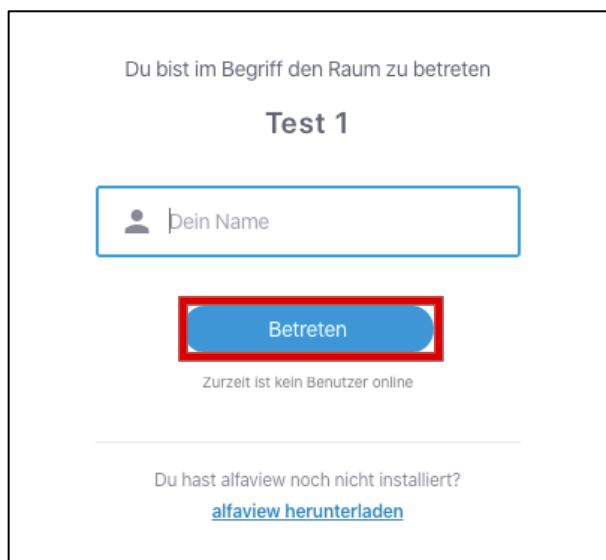 Du bist im Begriff den Raum zu betreten
Test 1
Dein Name
Betreten
Zurzeit ist kein Benutzer online
Du hast alfaview noch nicht installiert?
alfaview herunterladen